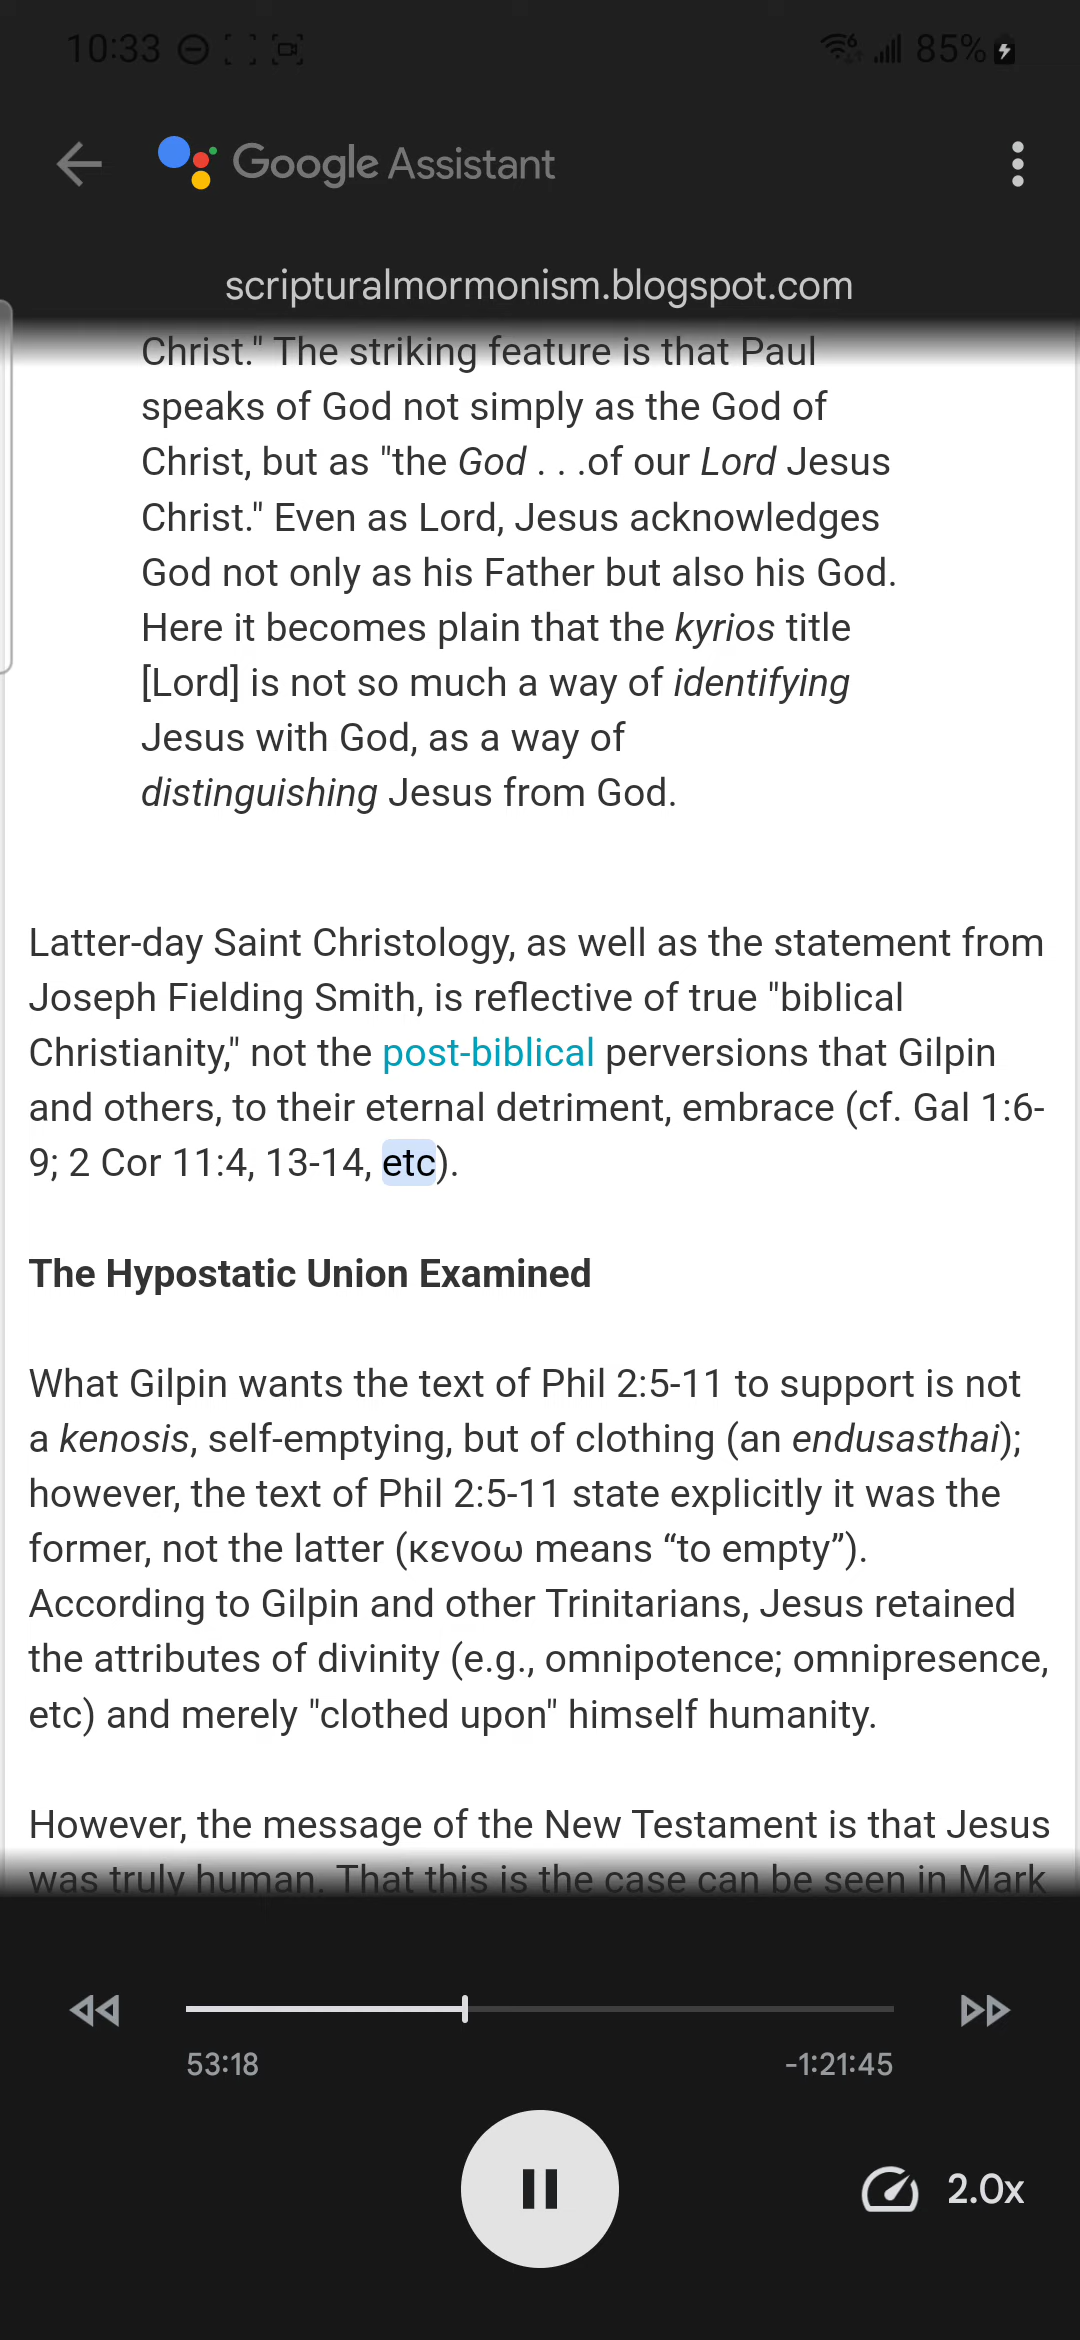 10:33
85%
Google Assistant
scripturalmormonism.blogspot.com
Christ." The striking feature is that Paul
speaks of God not simply as the God of
Christ, but as "the God . . .of our Lord Jesus
Christ." Even as Lord, Jesus acknowledges
God not only as his Father but also his God.
Here it becomes plain that the kyrios title
[Lord] is not so much a way of identifying
Jesus with God, as a way of
distinguishing Jesus from God.
Latter-day Saint Christology, as well as the statement from
Joseph Fielding Smith, is reflective of true "biblical
Christianity," not the post-biblical perversions that Gilpin
and others, to their eternal detriment, embrace (cf. Gal 1:6-
9; 2 Cor 11:4, 13-14, etc).
The Hypostatic Union Examined
What Gilpin wants the text of Phil 2:5-11 to support is not
a kenosis, self-emptying, but of clothing (an endusasthai);
however, the text of Phil 2:5-11 state explicitly it was the
former, not the latter (κενοω means “to empty”).
According to Gilpin and other Trinitarians, Jesus retained
the attributes of divinity (e.g., omnipotence; omnipresence,
etc) and merely "clothed upon" himself humanity.
However, the message of the New Testament is that Jesus
was truly human. That this is the case can be seen in Mark
53:18
-1:21:45
2.0x